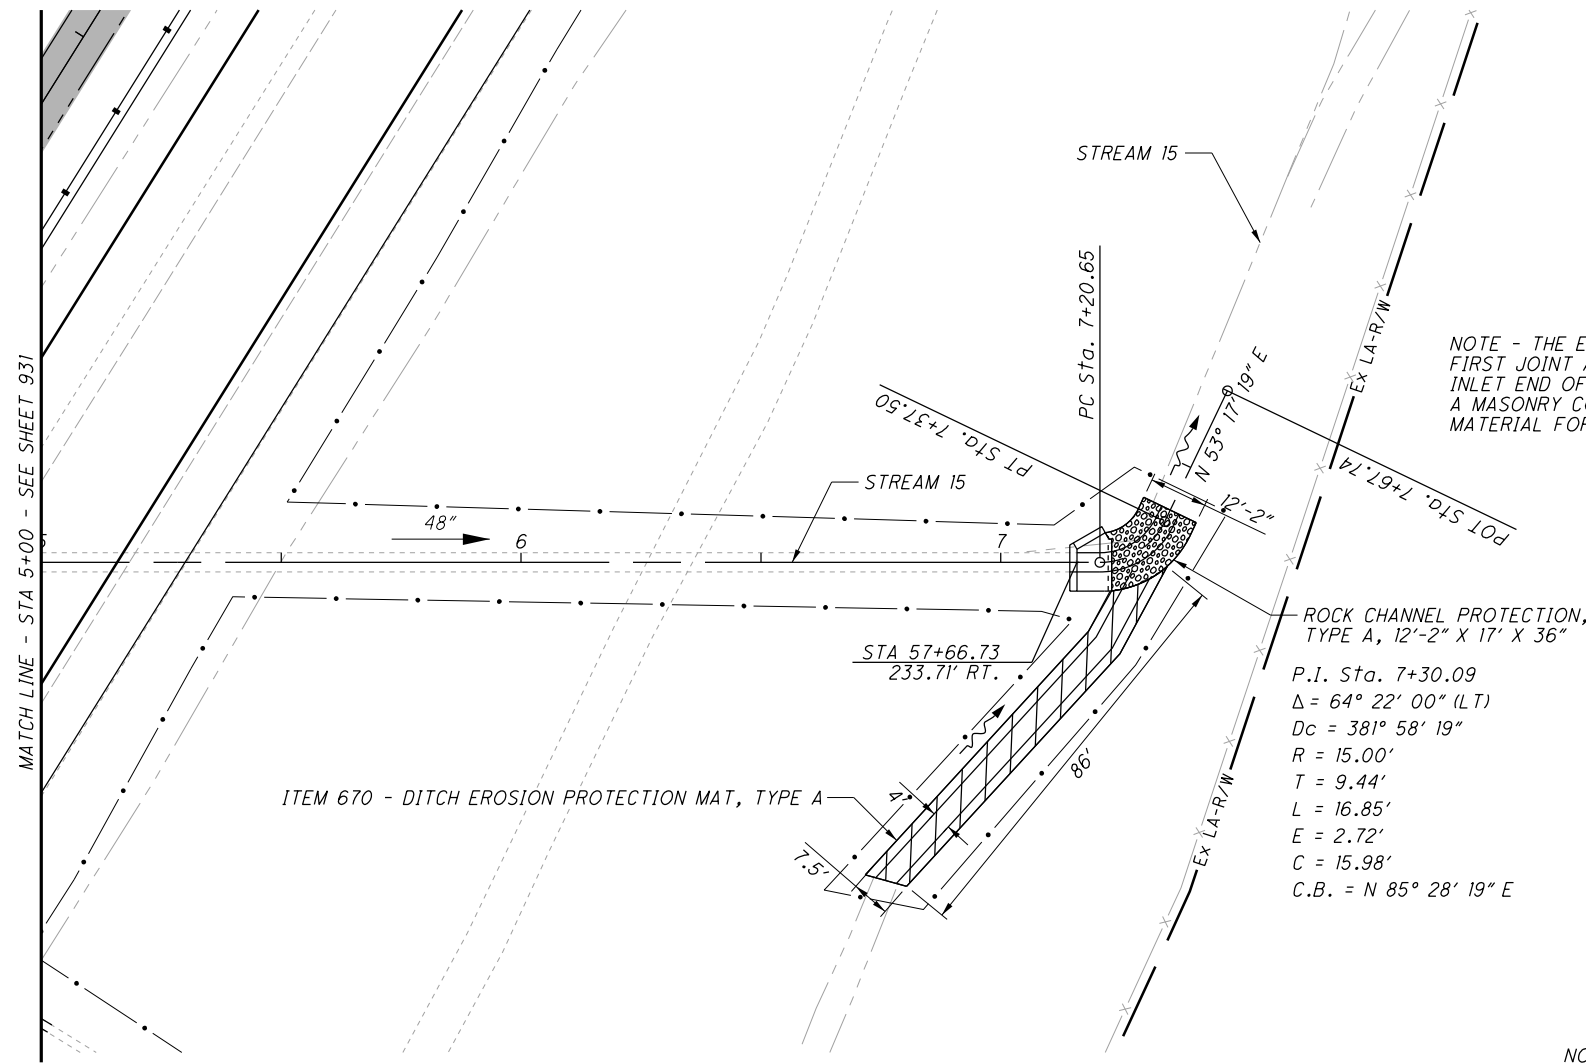 STREAM 15
PC Sta. 7+20.65
PT Sta. 7+37.50
N 53° 17' 19" E
Ex LA-R/W
NOTE - THE E
FIRST JOINT
INLET END OF
A MASONRY CO
MATERIAL FOR
POT Sta. 7+67.74
MATCH LINE - STA 5+00 - SEE SHEET 931
STREAM 15
48"
6
7
12'-2"
ROCK CHANNEL PROTECTION,
TYPE A, 12'-2" X 17' X 36"
STA 57+66.73
233.71' RT.
P.I. Sta. 7+30.09
Δ = 64° 22' 00" (LT)
Dc = 381° 58' 19"
R = 15.00'
T = 9.44'
L = 16.85'
E = 2.72'
C = 15.98'
C.B. = N 85° 28' 19" E
86'
ITEM 670 - DITCH EROSION PROTECTION MAT, TYPE A
4'
7.5'
Ex LA-R/W
NO